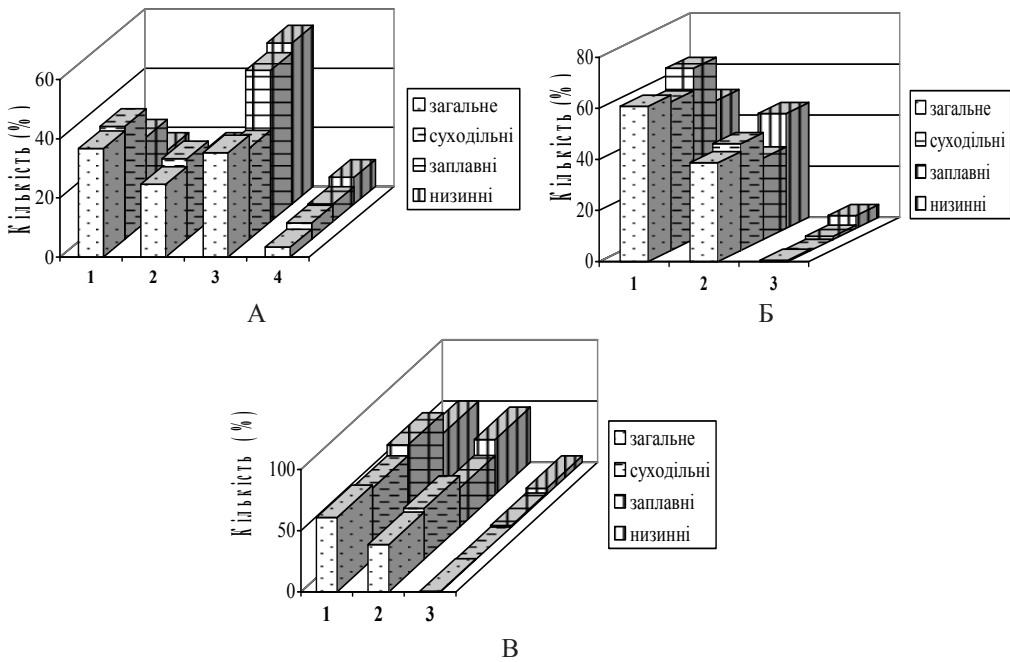 Кількість (%)
60
40
20
0
1 2 3 4
загальне
суходільні
заплавні
низинні
А
Кількість (%)
80
60
40
20
0
1 2 3
загальне
суходільні
заплавні
низинні
Б
Кількість (%)
100
50
0
1 2 3
загальне
суходільні
заплавні
низинні
В